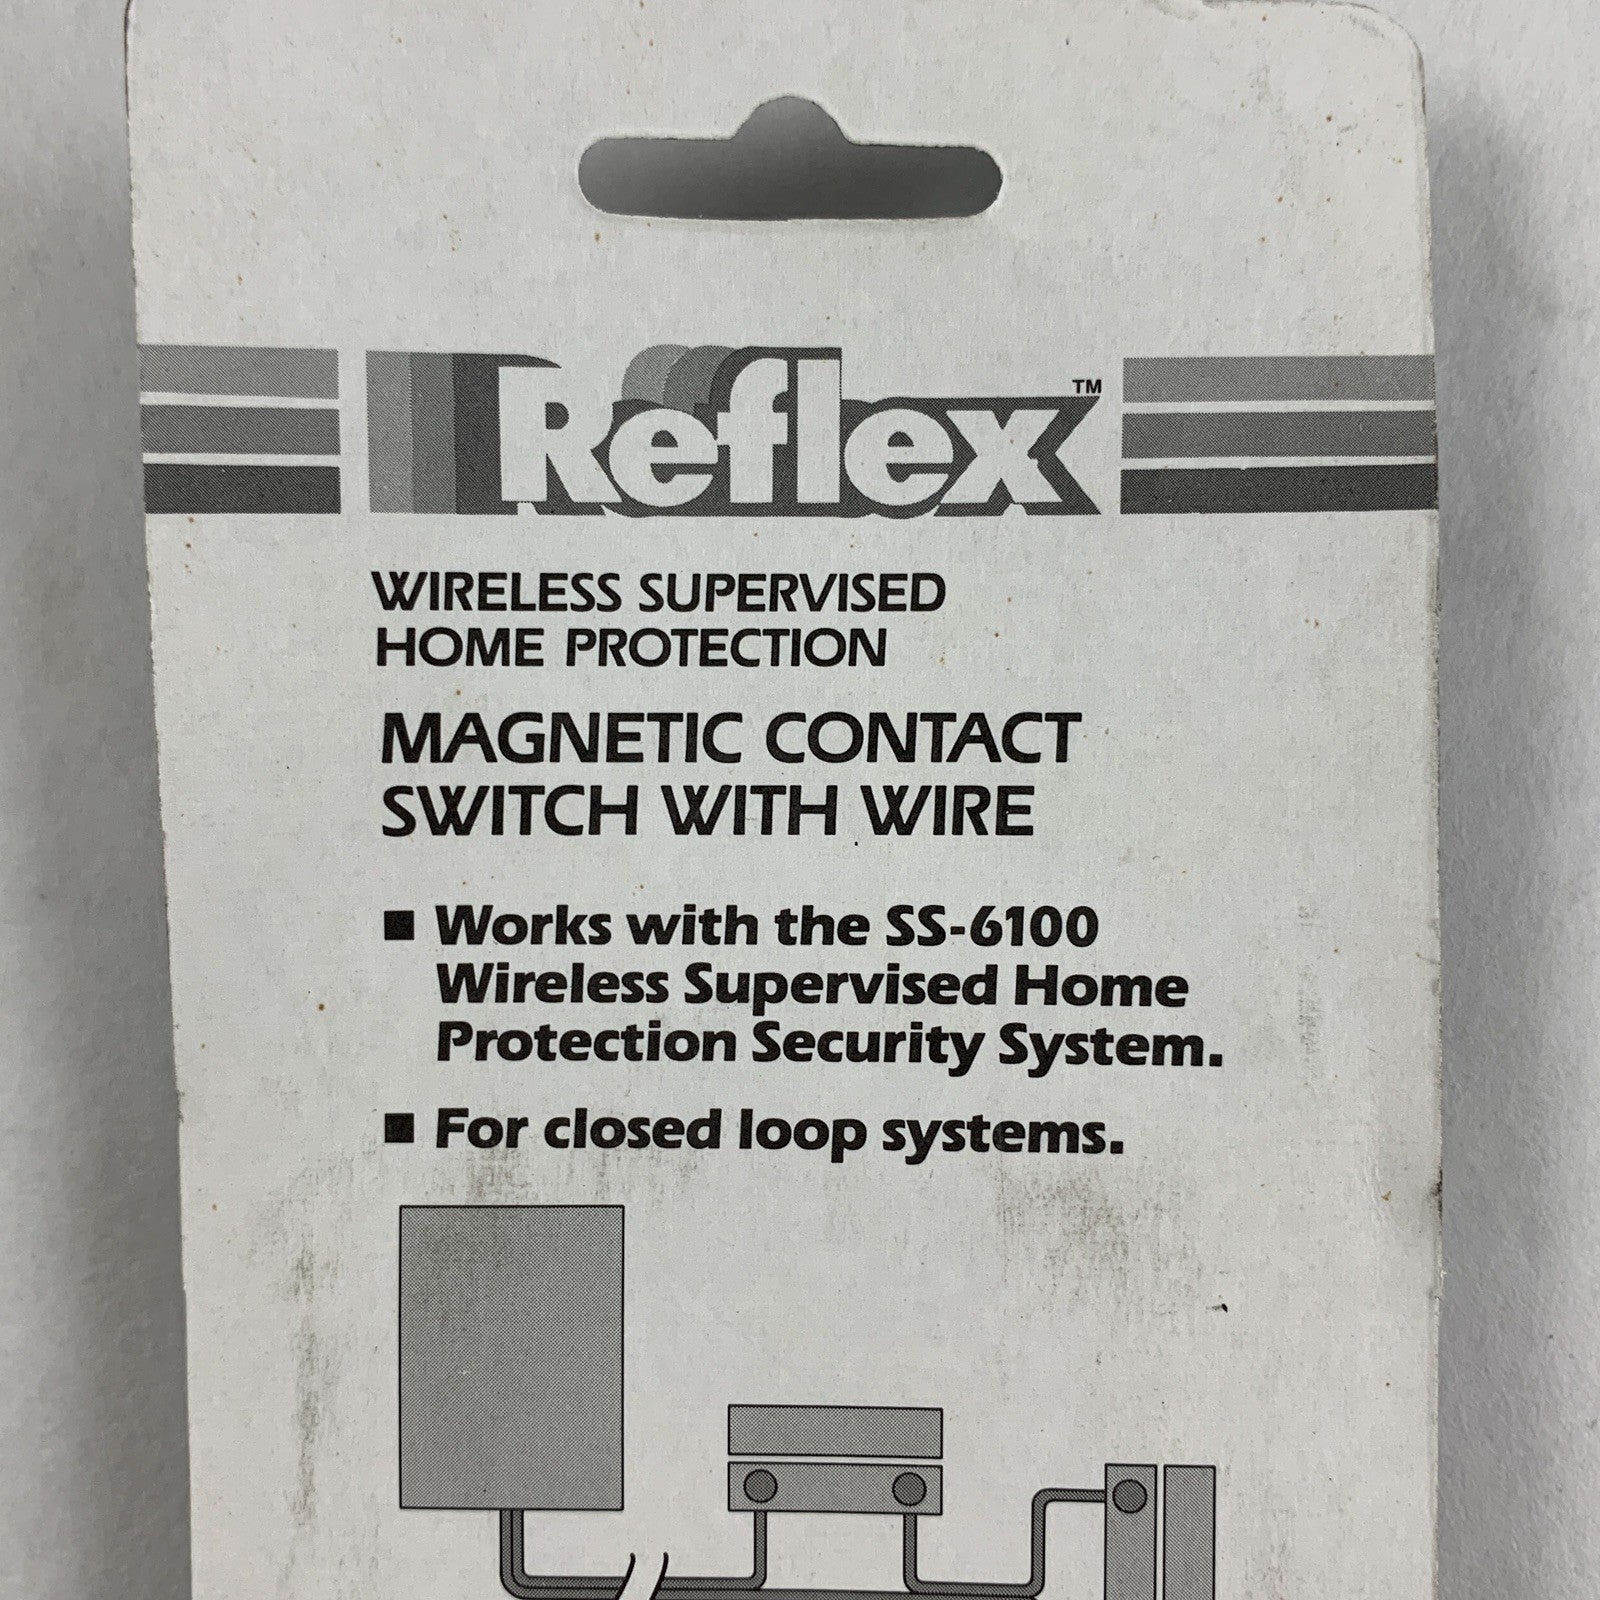 Reflex™
WIRELESS SUPERVISED
HOME PROTECTION
MAGNETIC CONTACT
SWITCH WITH WIRE
■ Works with the SS-6100
Wireless Supervised Home
Protection Security System.
■ For closed loop systems.